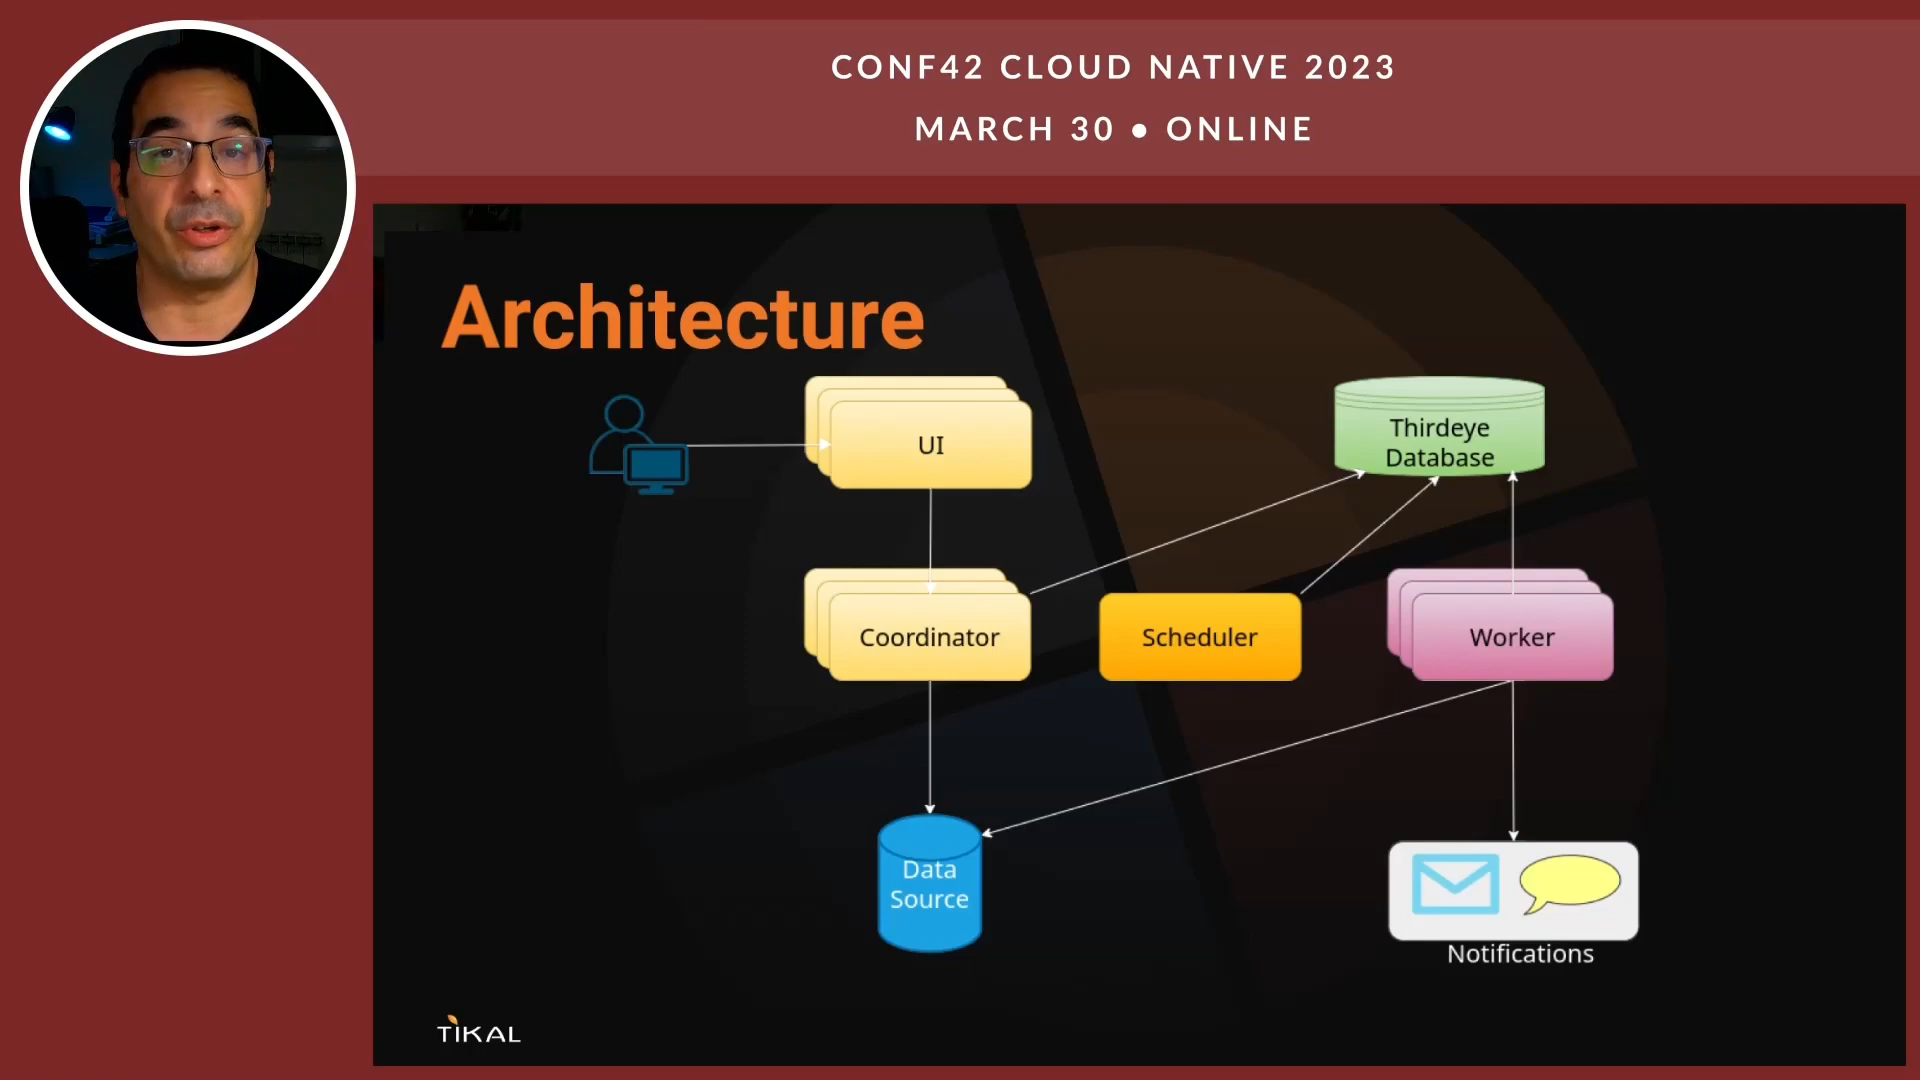 CONF42 CLOUD NATIVE 2023
MARCH 30 • ONLINE
Architecture
UI
Thirdeye
Database
Coordinator
Scheduler
Worker
Data
Source
Notifications
TIKAL